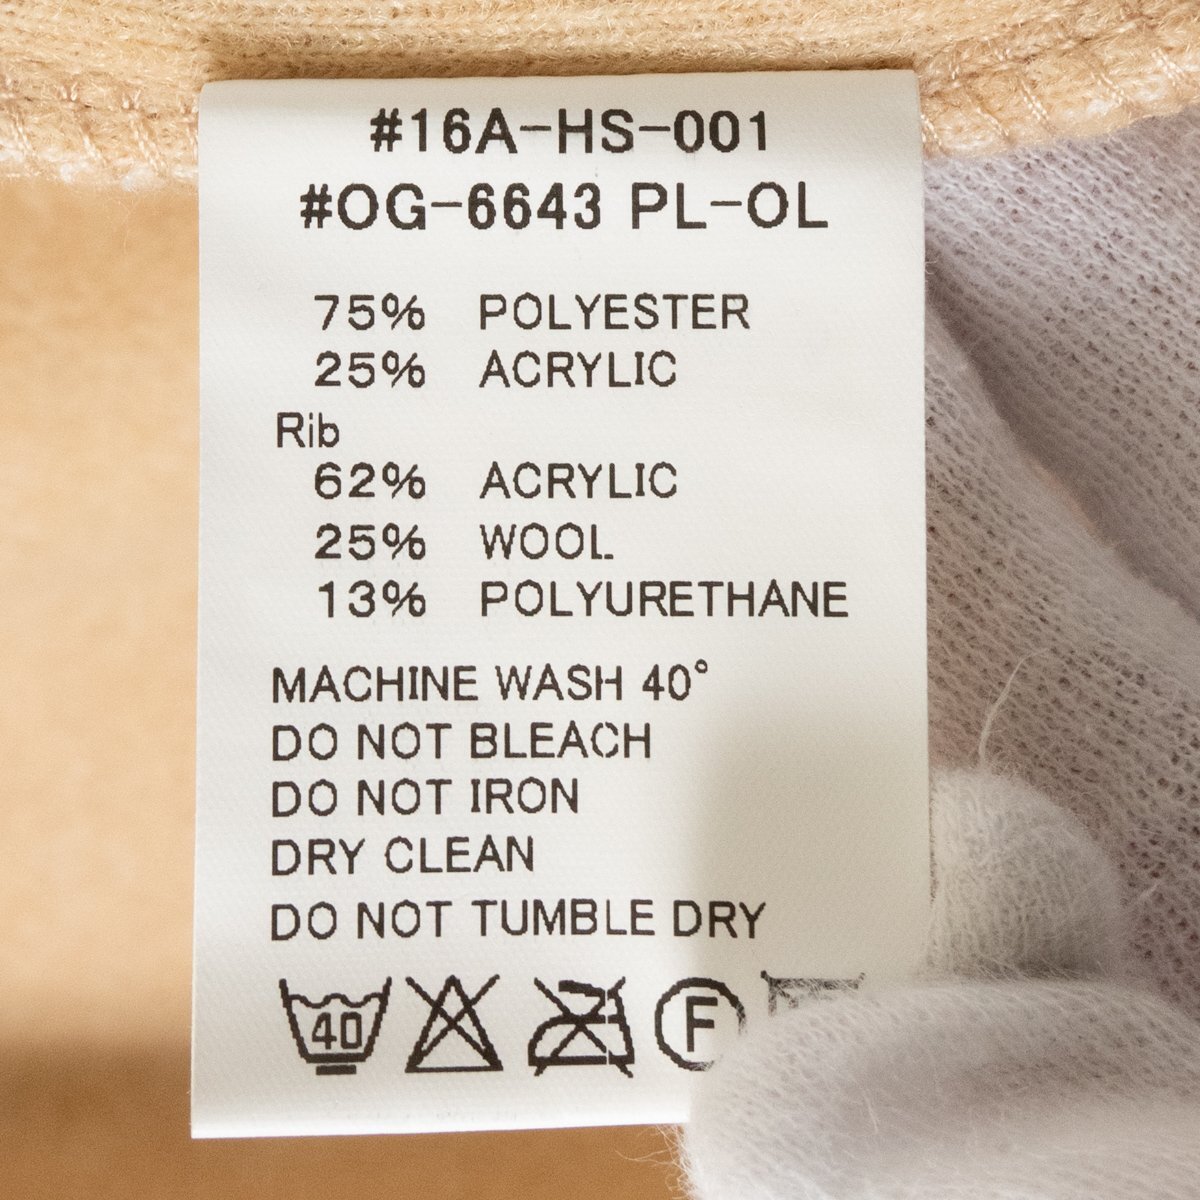 #16A-HS-001
#OG-6643 PL-OL
75% POLYESTER
25% ACRYLIC
Rib
62% ACRYLIC
25% WOOL
13% POLYURETHANE
MACHINE WASH 40°
DO NOT BLEACH
DO NOT IRON
DRY CLEAN
DO NOT TUMBLE DRY
40 F